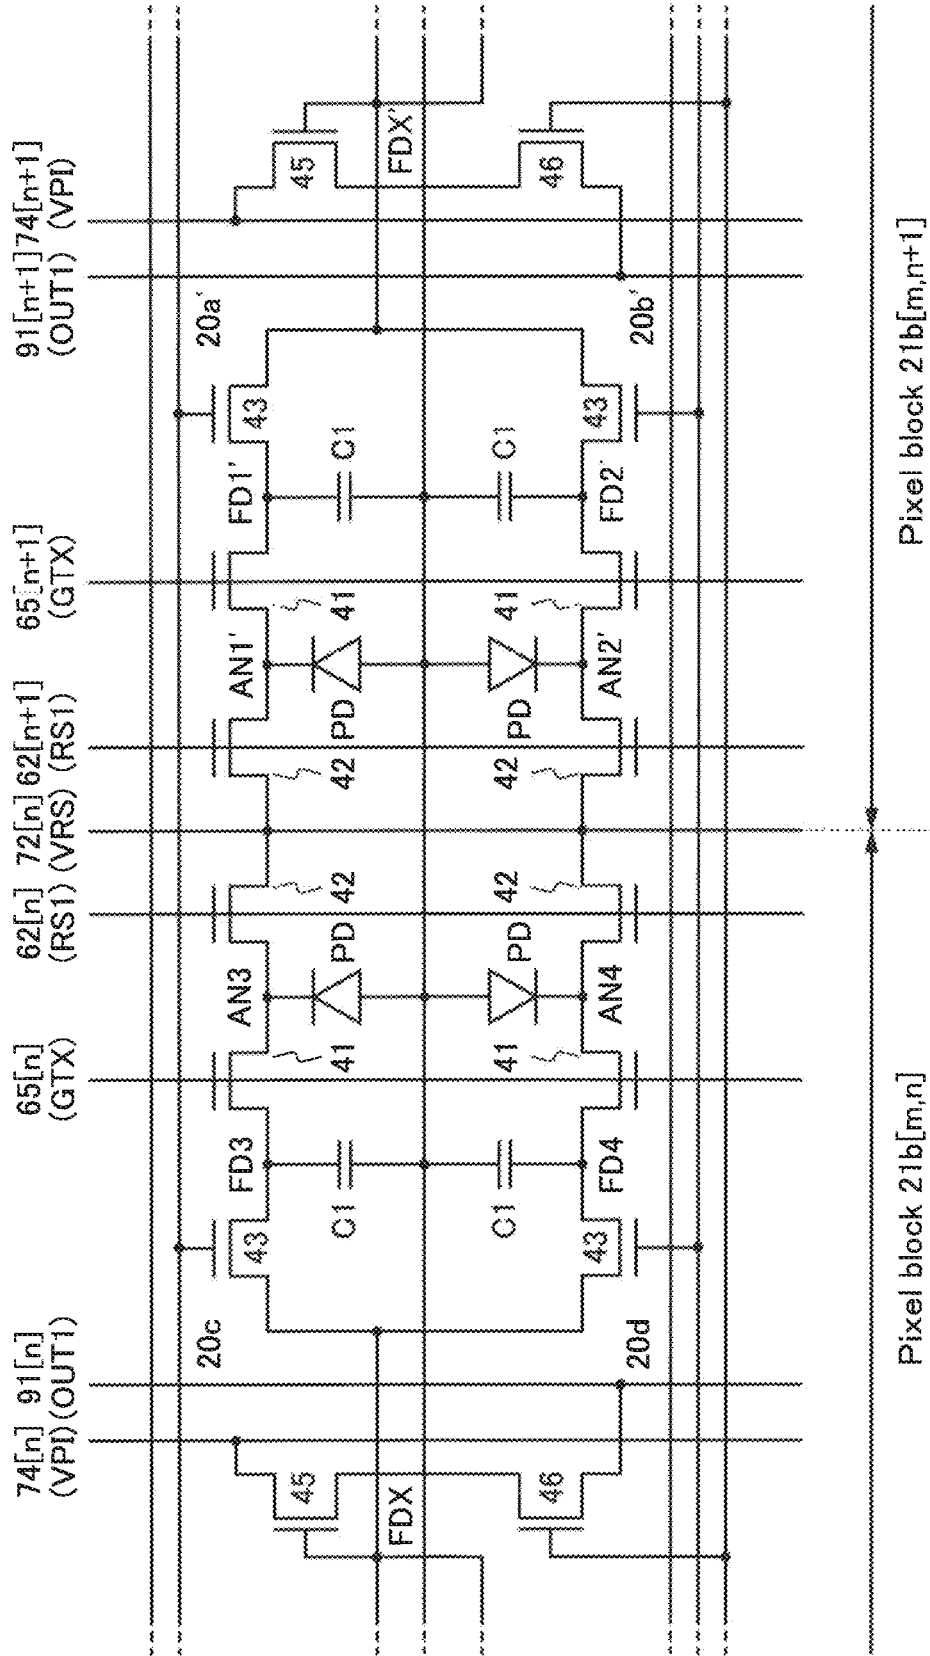 74[n] 91[n] 65[n] 62[n] 72[n] 62[n+1] 65[n+1] 91[n+1] 74[n+1]
(VPI) (OUT1) (GTX) (RS1) (VRS) (RS1) (GTX) (OUT1) (VPI)
20c 20a'
FD3 AN3 AN1' FD1'
43 43
45 45
C1 41 PD 42 42 PD 41 C1
FDX FDX'
C1 41 PD 42 42 PD 41 C1
46 46
43 43
FD4 AN4 AN2' FD2'
20d 20b'
Pixel block 21b[m,n] Pixel block 21b[m,n+1]